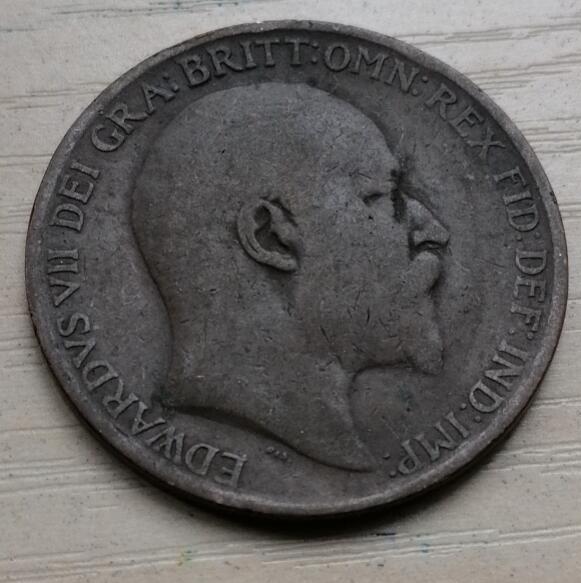 EDWARDVS VII DEI GRA: BRITT: OMN: REX FID: DEF: IND: IMP: